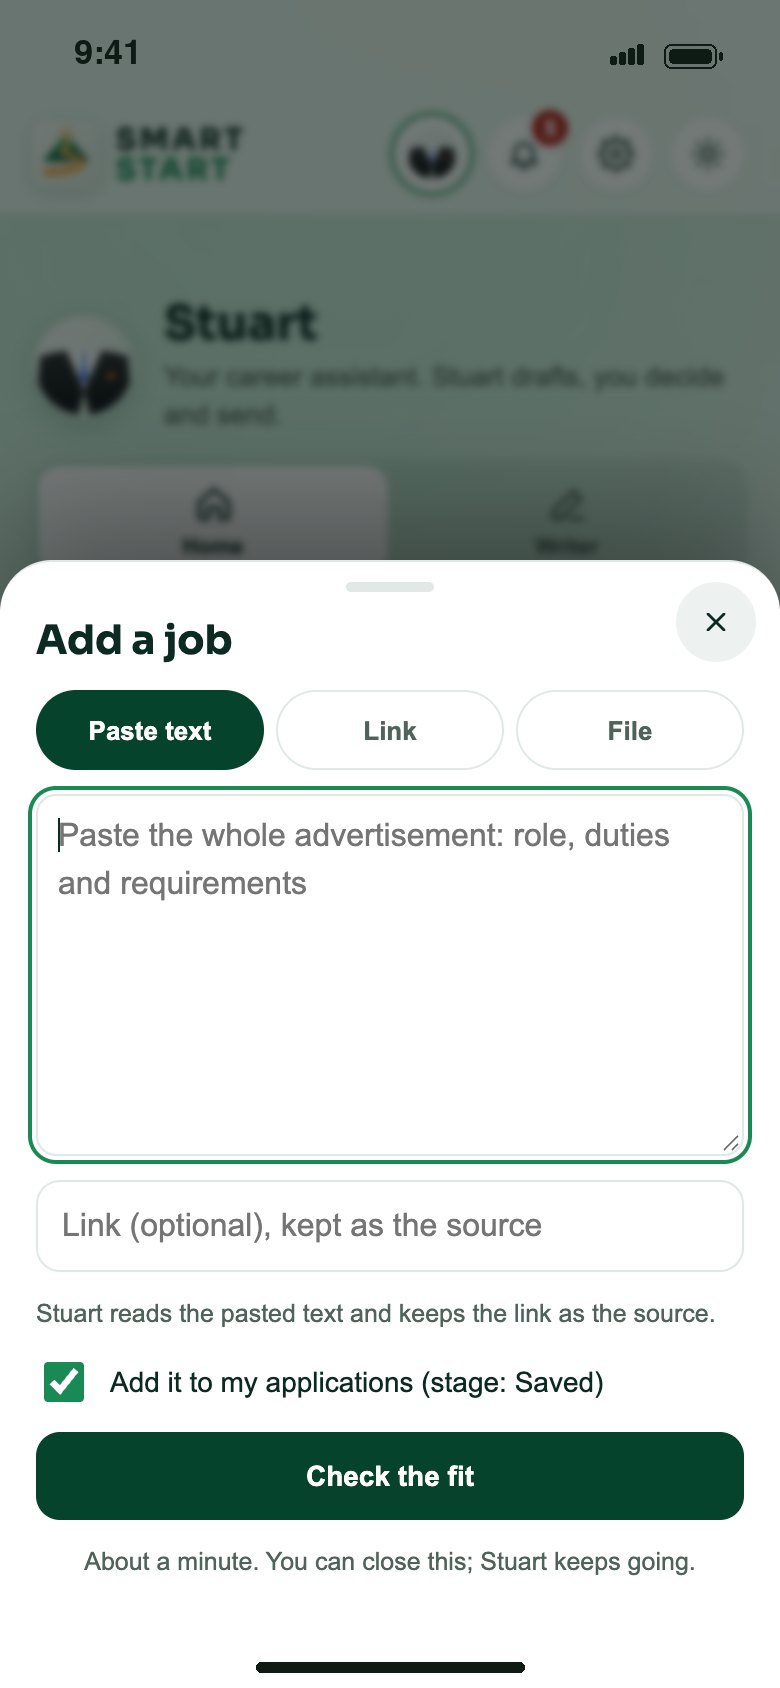 9:41
SMART
START
Stuart
Your career assistant. Stuart drafts, you decide
and send.
Home
Writer
Add a job
Paste text
Link
File
Paste the whole advertisement: role, duties
and requirements
Link (optional), kept as the source
Stuart reads the pasted text and keeps the link as the source.
Add it to my applications (stage: Saved)
Check the fit
About a minute. You can close this; Stuart keeps going.